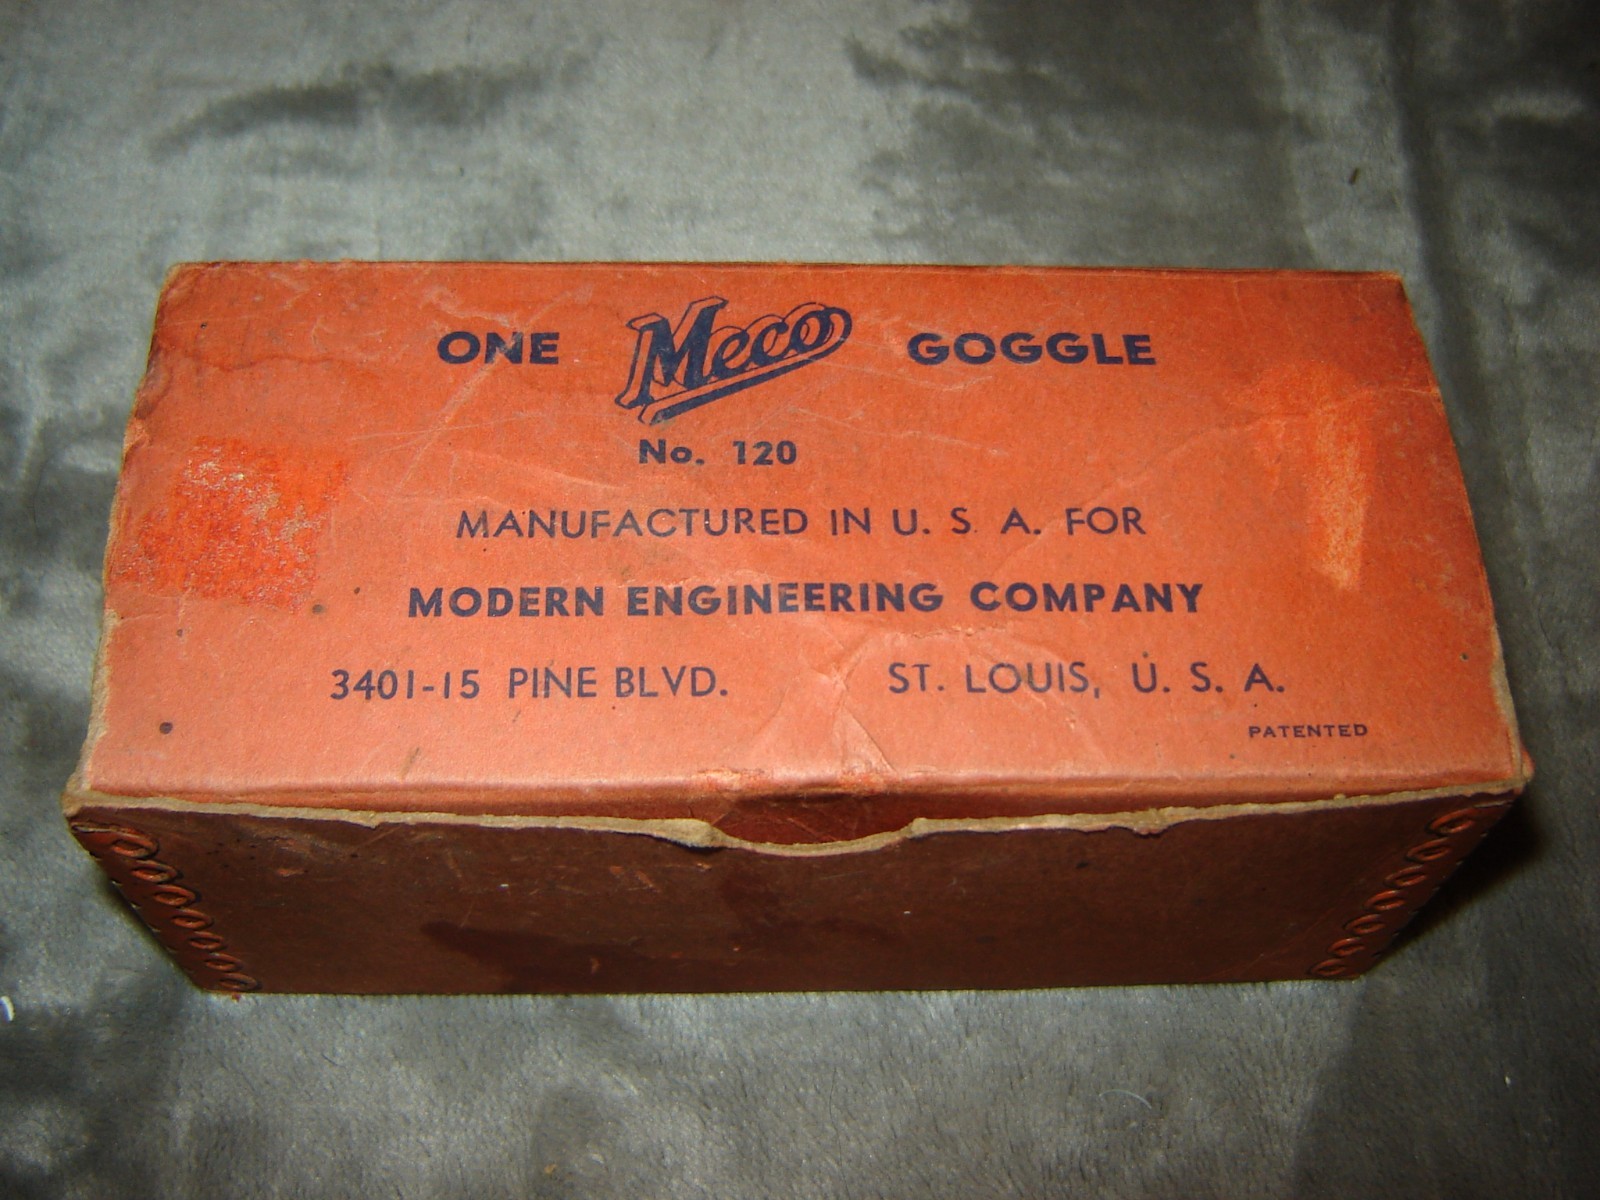 ONE Meco GOGGLE
No. 120
MANUFACTURED IN U. S. A. FOR
MODERN ENGINEERING COMPANY
3401-15 PINE BLVD. ST. LOUIS, U. S. A.
PATENTED